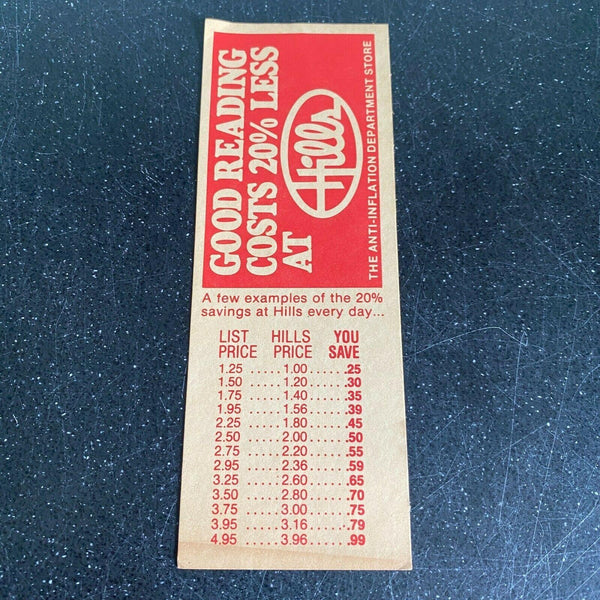 GOOD READING
COSTS 20% LESS
AT
Hills
THE ANTI-INFLATION DEPARTMENT STORE
A few examples of the 20%
savings at Hills every day...
LIST HILLS YOU
PRICE PRICE SAVE
1.25 .....1.00.....25
1.50 .....1.20.....30
1.75 .....1.40.....35
1.95 .....1.56.....39
2.25 .....1.80.....45
2.50 .....2.00.....50
2.75 .....2.20.....55
2.95 .....2.36.....59
3.25 .....2.60.....65
3.50 .....2.80.....70
3.75 .....3.00.....75
3.95 .....3.16.....79
4.95 .....3.96.....99